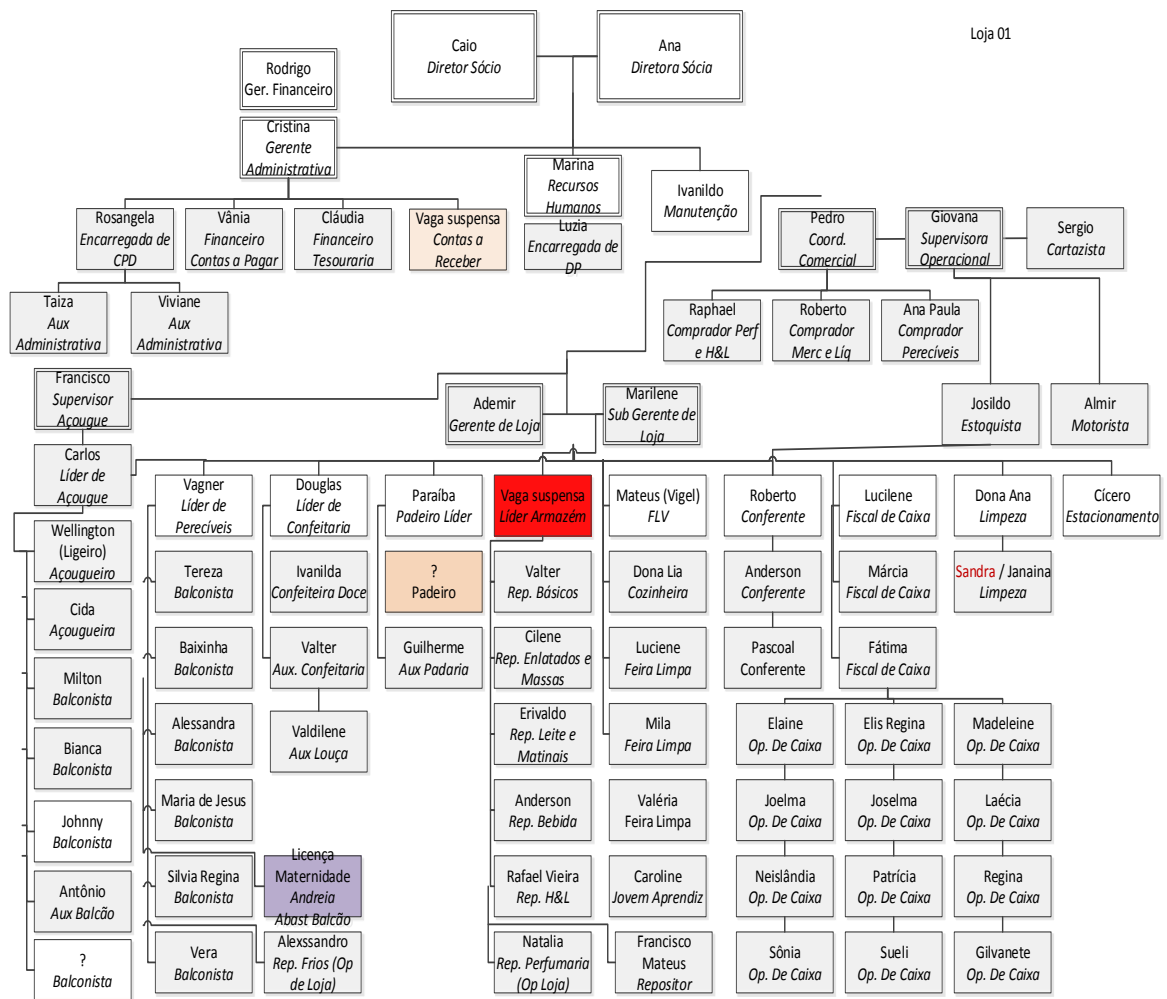 Loja 01
Caio
Diretor Sócio
Ana
Diretora Sócia
Rodrigo
Ger. Financeiro
Cristina
Gerente
Administrativa
Marina
Recursos
Humanos
Ivanildo
Manutenção
Rosangela
Encarregada de
CPD
Vânia
Financeiro
Contas a Pagar
Cláudia
Financeiro
Tesouraria
Vaga suspensa
Contas a
Receber
Luzia
Encarregada de
DP
Pedro
Coord.
Comercial
Giovana
Supervisora
Operacional
Sergio
Cartazista
Taiza
Aux
Administrativa
Viviane
Aux
Administrativa
Raphael
Comprador Perf
e H&L
Roberto
Comprador
Merc e Líq
Ana Paula
Comprador
Perecíveis
Francisco
Supervisor
Açougue
Ademir
Gerente de Loja
Marilene
Sub Gerente de
Loja
Josildo
Estoquista
Almir
Motorista
Carlos
Líder de
Açougue
Vagner
Líder de
Perecíveis
Douglas
Líder de
Confeitaria
Paraíba
Padeiro Líder
Vaga suspensa
Líder Armazém
Mateus (Vigel)
FLV
Roberto
Conferente
Lucilene
Fiscal de Caixa
Dona Ana
Limpeza
Cícero
Estacionamento
Wellington
(Ligeiro)
Açougueiro
Tereza
Balconista
Ivanilda
Confeiteira Doce
?
Padeiro
Valter
Rep. Básicos
Dona Lia
Cozinheira
Anderson
Conferente
Márcia
Fiscal de Caixa
Sandra / Janaina
Limpeza
Cida
Açougueira
Baixinha
Balconista
Valter
Aux. Confeitaria
Guilherme
Aux Padaria
Cilene
Rep. Enlatados e
Massas
Luciene
Feira Limpa
Pascoal
Conferente
Fátima
Fiscal de Caixa
Milton
Balconista
Alessandra
Balconista
Valdilene
Aux Louça
Erivaldo
Rep. Leite e
Matinais
Mila
Feira Limpa
Elaine
Op. De Caixa
Elis Regina
Op. De Caixa
Madeleine
Op. De Caixa
Bianca
Balconista
Maria de Jesus
Balconista
Anderson
Rep. Bebida
Valéria
Feira Limpa
Joelma
Op. De Caixa
Joselma
Op. De Caixa
Laécia
Op. De Caixa
Johnny
Balconista
Silvia Regina
Balconista
Licença
Maternidade
Andreia
Abast Balcão
Rafael Vieira
Rep. H&L
Caroline
Jovem Aprendiz
Neislândia
Op. De Caixa
Patrícia
Op. De Caixa
Regina
Op. De Caixa
Antônio
Aux Balcão
Vera
Balconista
Alexssandro
Rep. Frios (Op
de Loja)
Natalia
Rep. Perfumaria
(Op Loja)
Francisco
Mateus
Repositor
Sônia
Op. De Caixa
Sueli
Op. De Caixa
Gilvanete
Op. De Caixa
?
Balconista